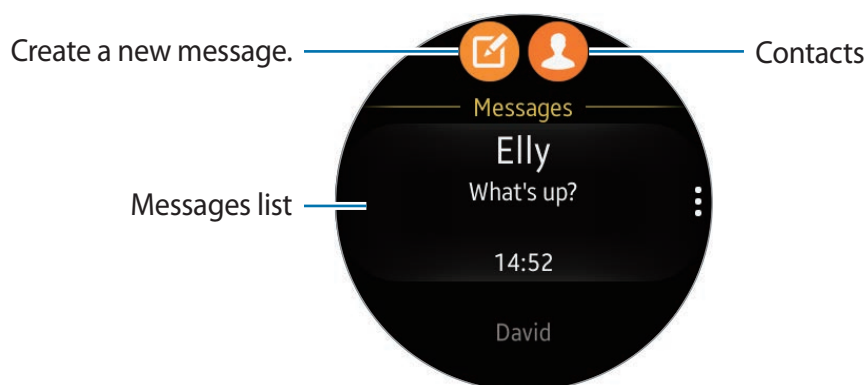 Create a new message.
Contacts
Messages
Elly
What's up?
Messages list
14:52
David